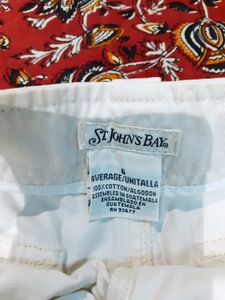 ST JOHN'S BAY
6
AVERAGE/UNITALLA
100% COTTON/ALGODON
ASSEMBLED IN GUATEMALA
ENSAMBLADO EN
GUATEMALA
RN 93677